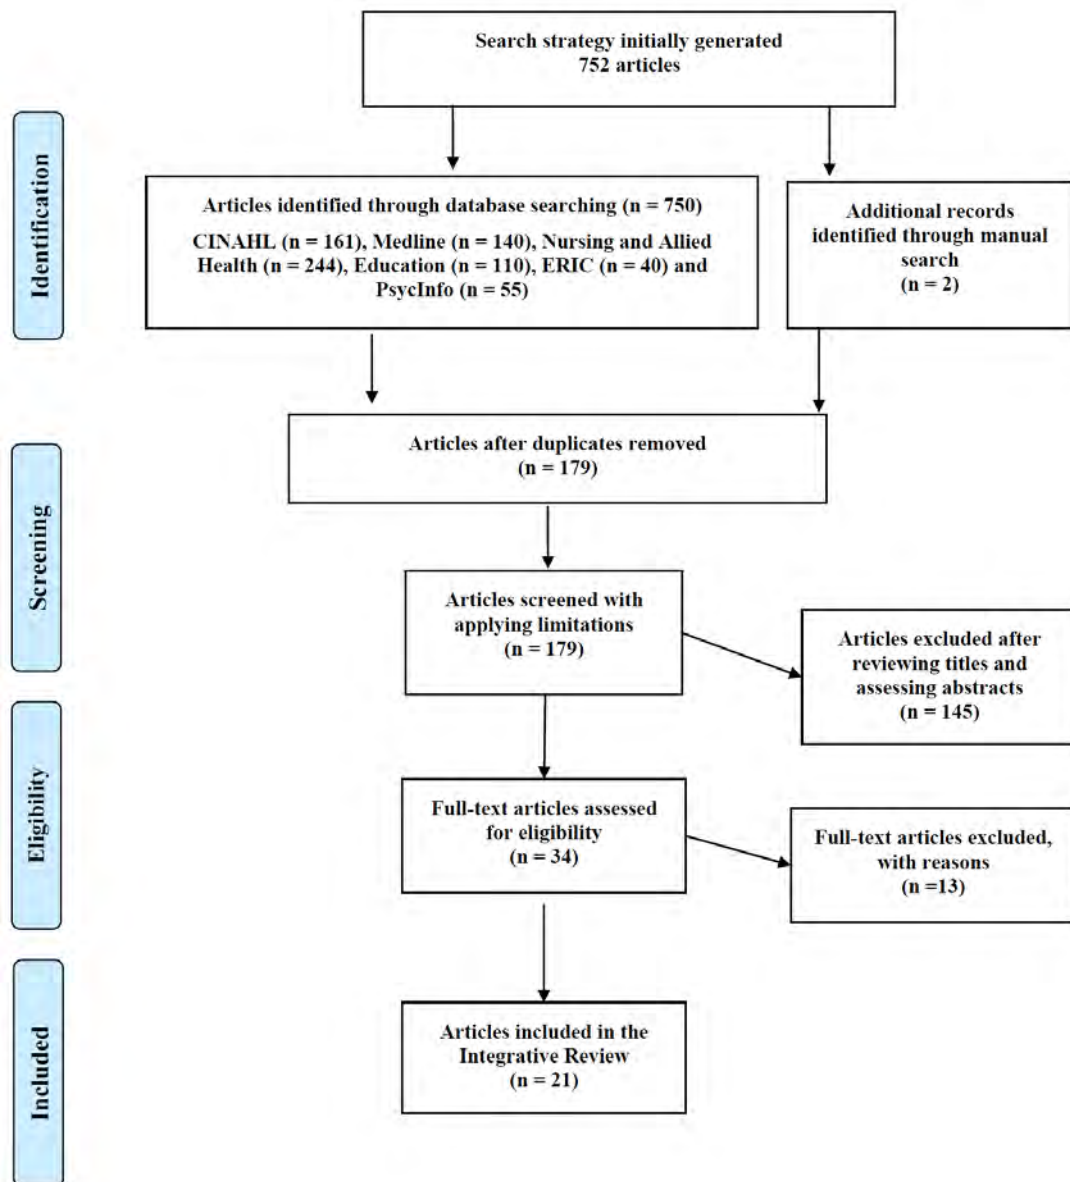 Search strategy initially generated
752 articles
Identification
Articles identified through database searching (n = 750)
CINAHL (n = 161), Medline (n = 140), Nursing and Allied
Health (n = 244), Education (n = 110), ERIC (n = 40) and
PsycInfo (n = 55)
Additional records
identified through manual
search
(n = 2)
Articles after duplicates removed
(n = 179)
Screening
Articles screened with
applying limitations
(n = 179)
Articles excluded after
reviewing titles and
assessing abstracts
(n = 145)
Eligibility
Full-text articles assessed
for eligibility
(n = 34)
Full-text articles excluded,
with reasons
(n =13)
Included
Articles included in the
Integrative Review
(n = 21)